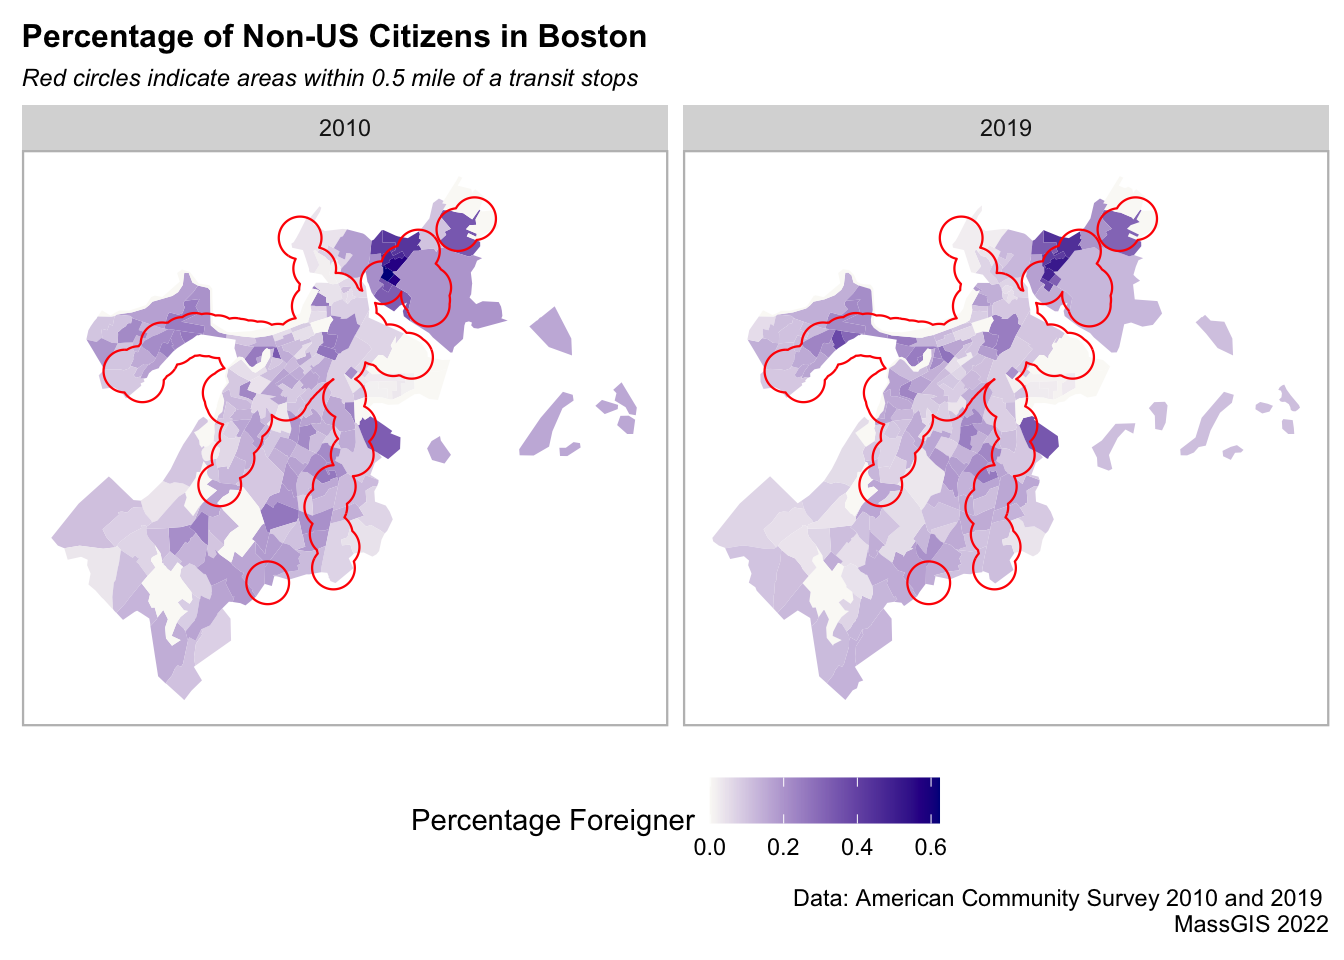 Percentage of Non-US Citizens in Boston
Red circles indicate areas within 0.5 mile of a transit stops
2010
2019
Percentage Foreigner
0.0 0.2 0.4 0.6
Data: American Community Survey 2010 and 2019
MassGIS 2022